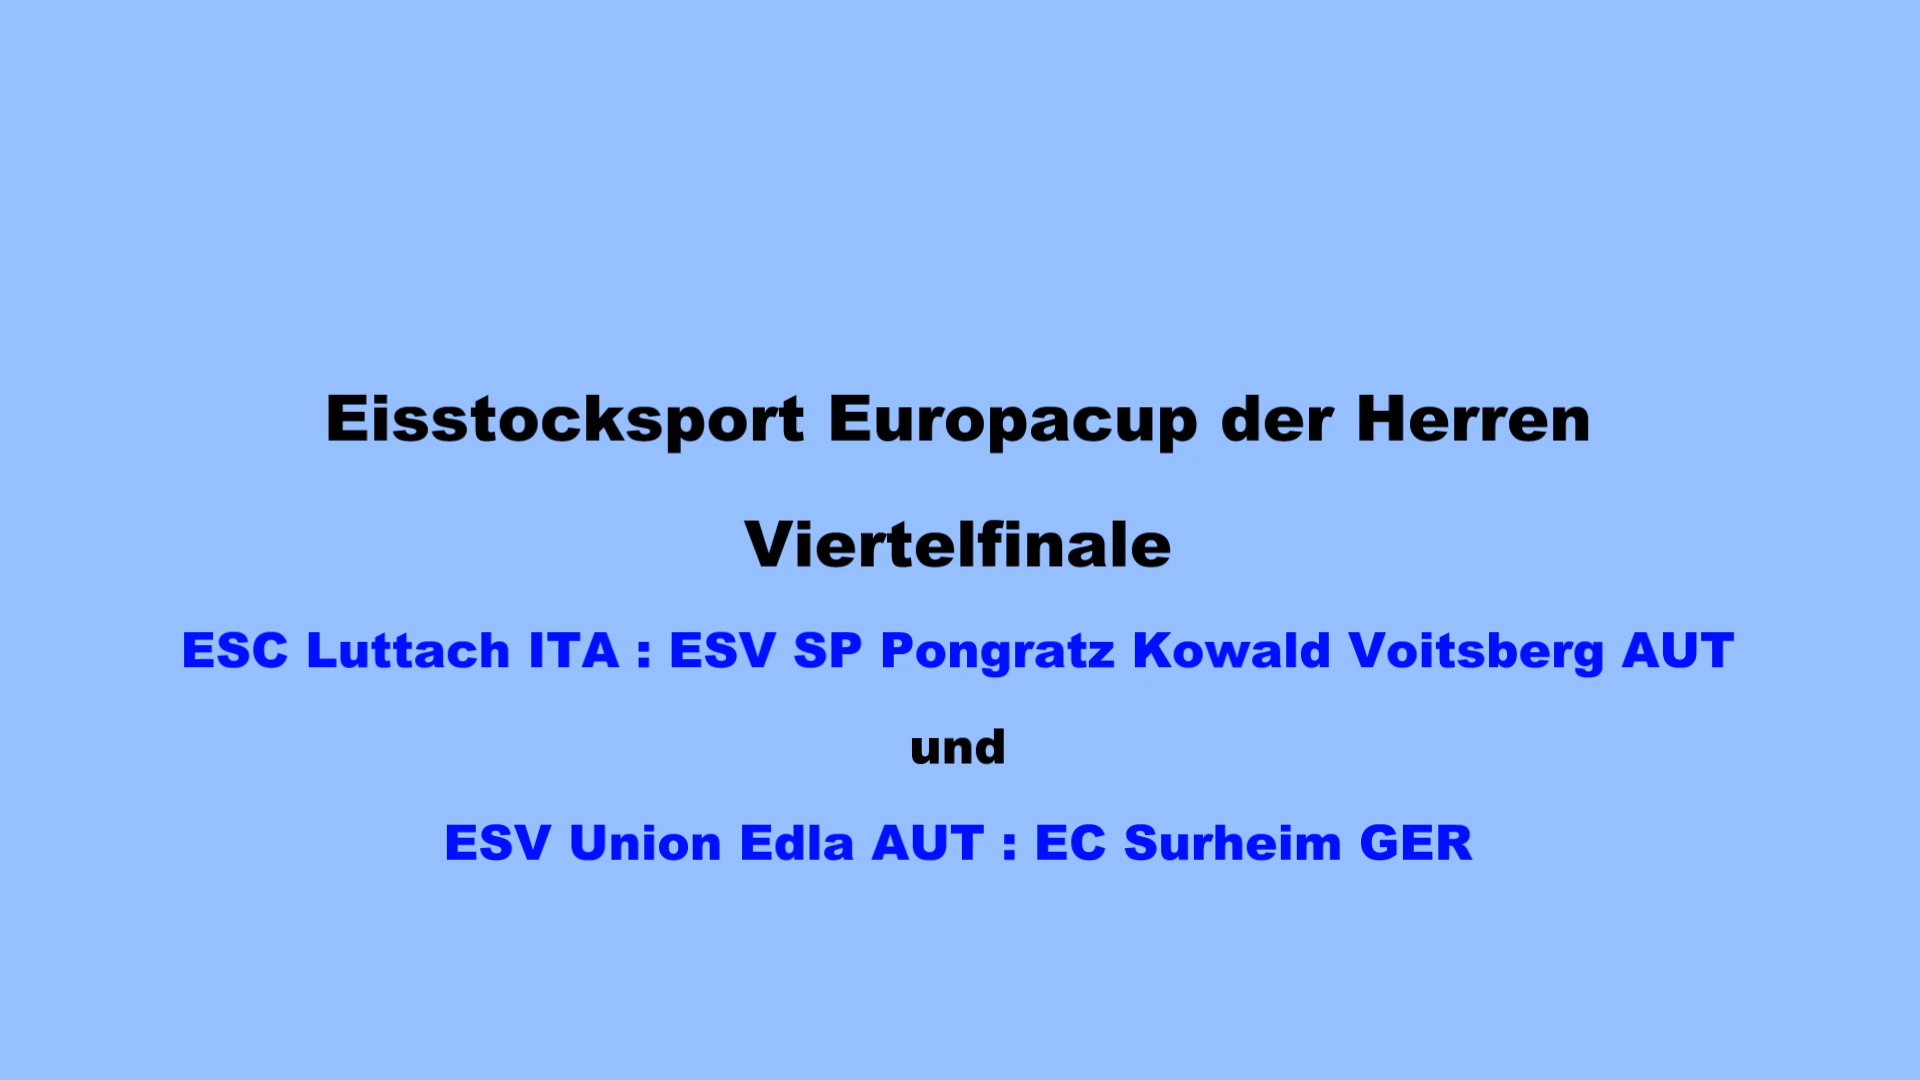 Eisstocksport Europacup der Herren
Viertelfinale
ESC Luttach ITA : ESV SP Pongratz Kowald Voitsberg AUT
und
ESV Union Edla AUT : EC Surheim GER